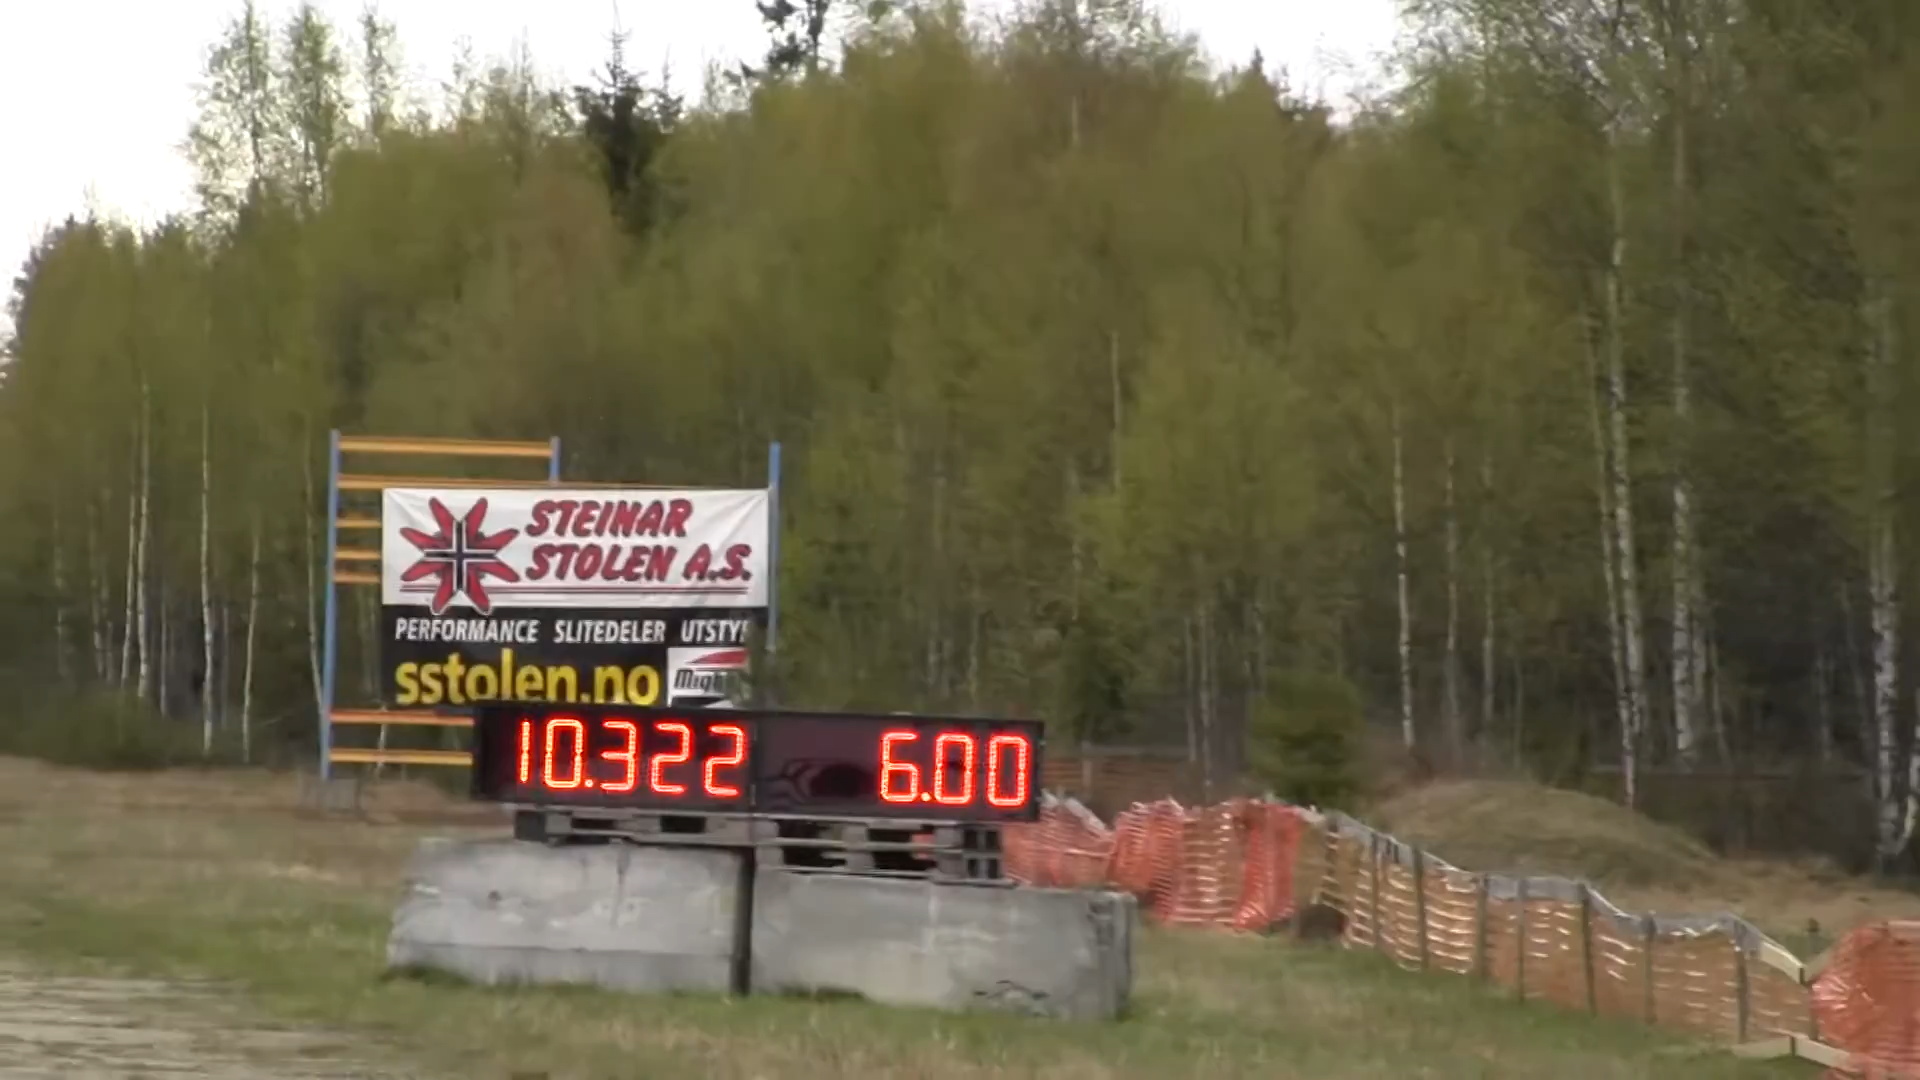 STEINAR
STOLEN A.S.
PERFORMANCE SLITEDELER
sstolen.no
10.322 6.00